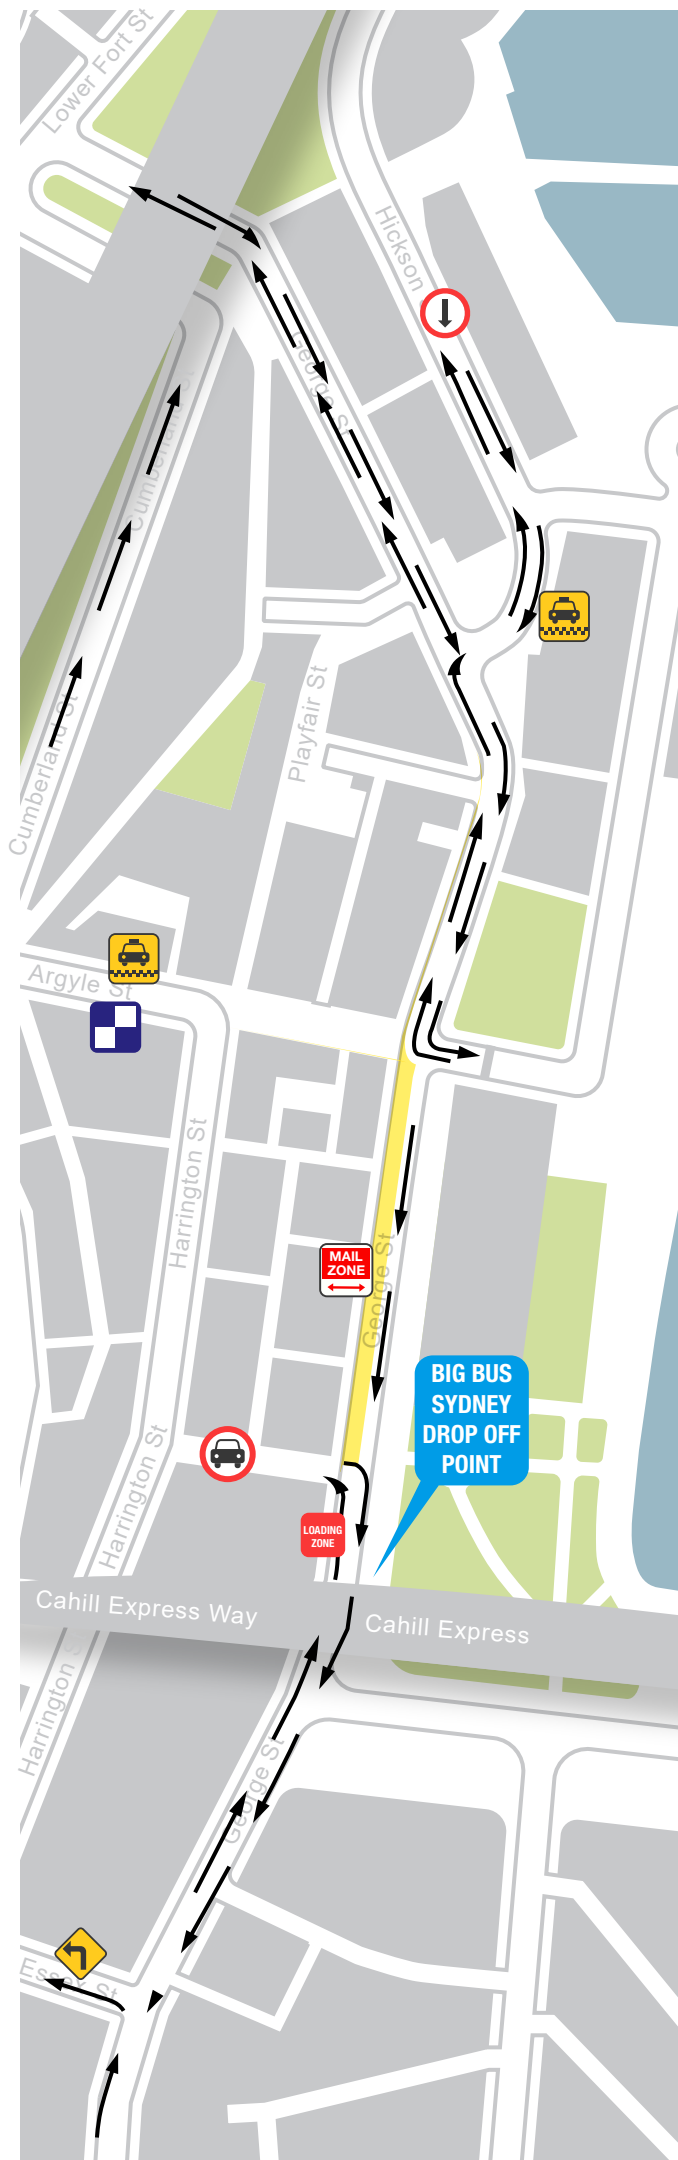 Lower Fort St
Hickson
George St
Cumberland St
Playfair St
Cumberland St
Argyle St
Harrington St
MAIL
ZONE
George St
BIG BUS
SYDNEY
DROP OFF
POINT
Harrington St
LOADING
ZONE
Cahill Express Way
Cahill Express
Harrington S
George St
Essex St